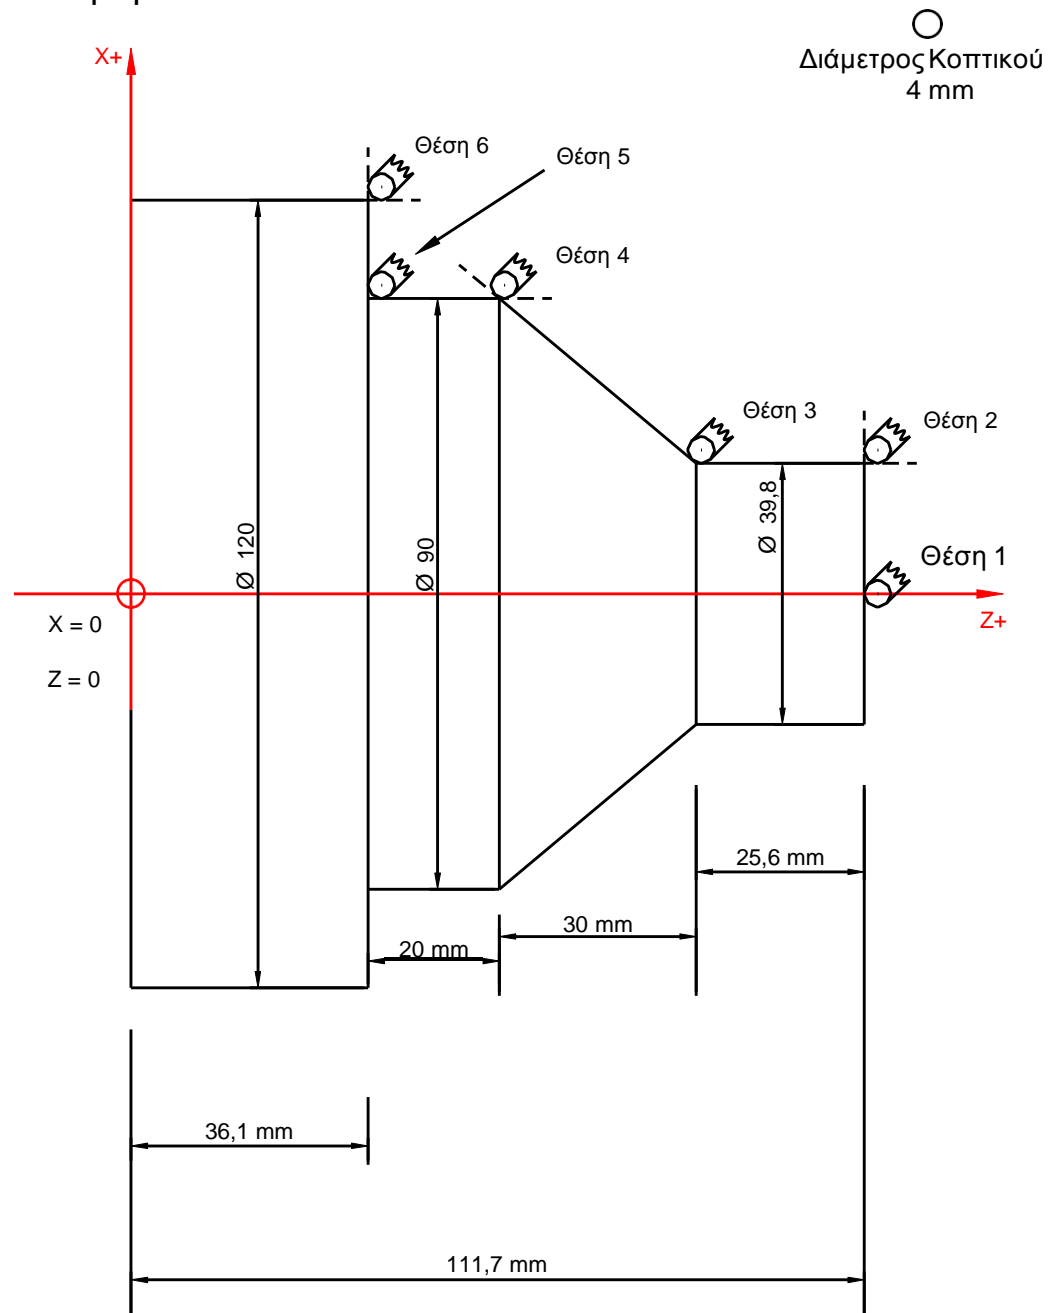 Διάμετρος Κοπτικού
4 mm
X+
Θέση 6
Θέση 5
Θέση 4
Θέση 3
Θέση 2
Ø 39,8
Ø 120
Ø 90
Θέση 1
X = 0
Z+
Z = 0
25,6 mm
30 mm
20 mm
36,1 mm
111,7 mm